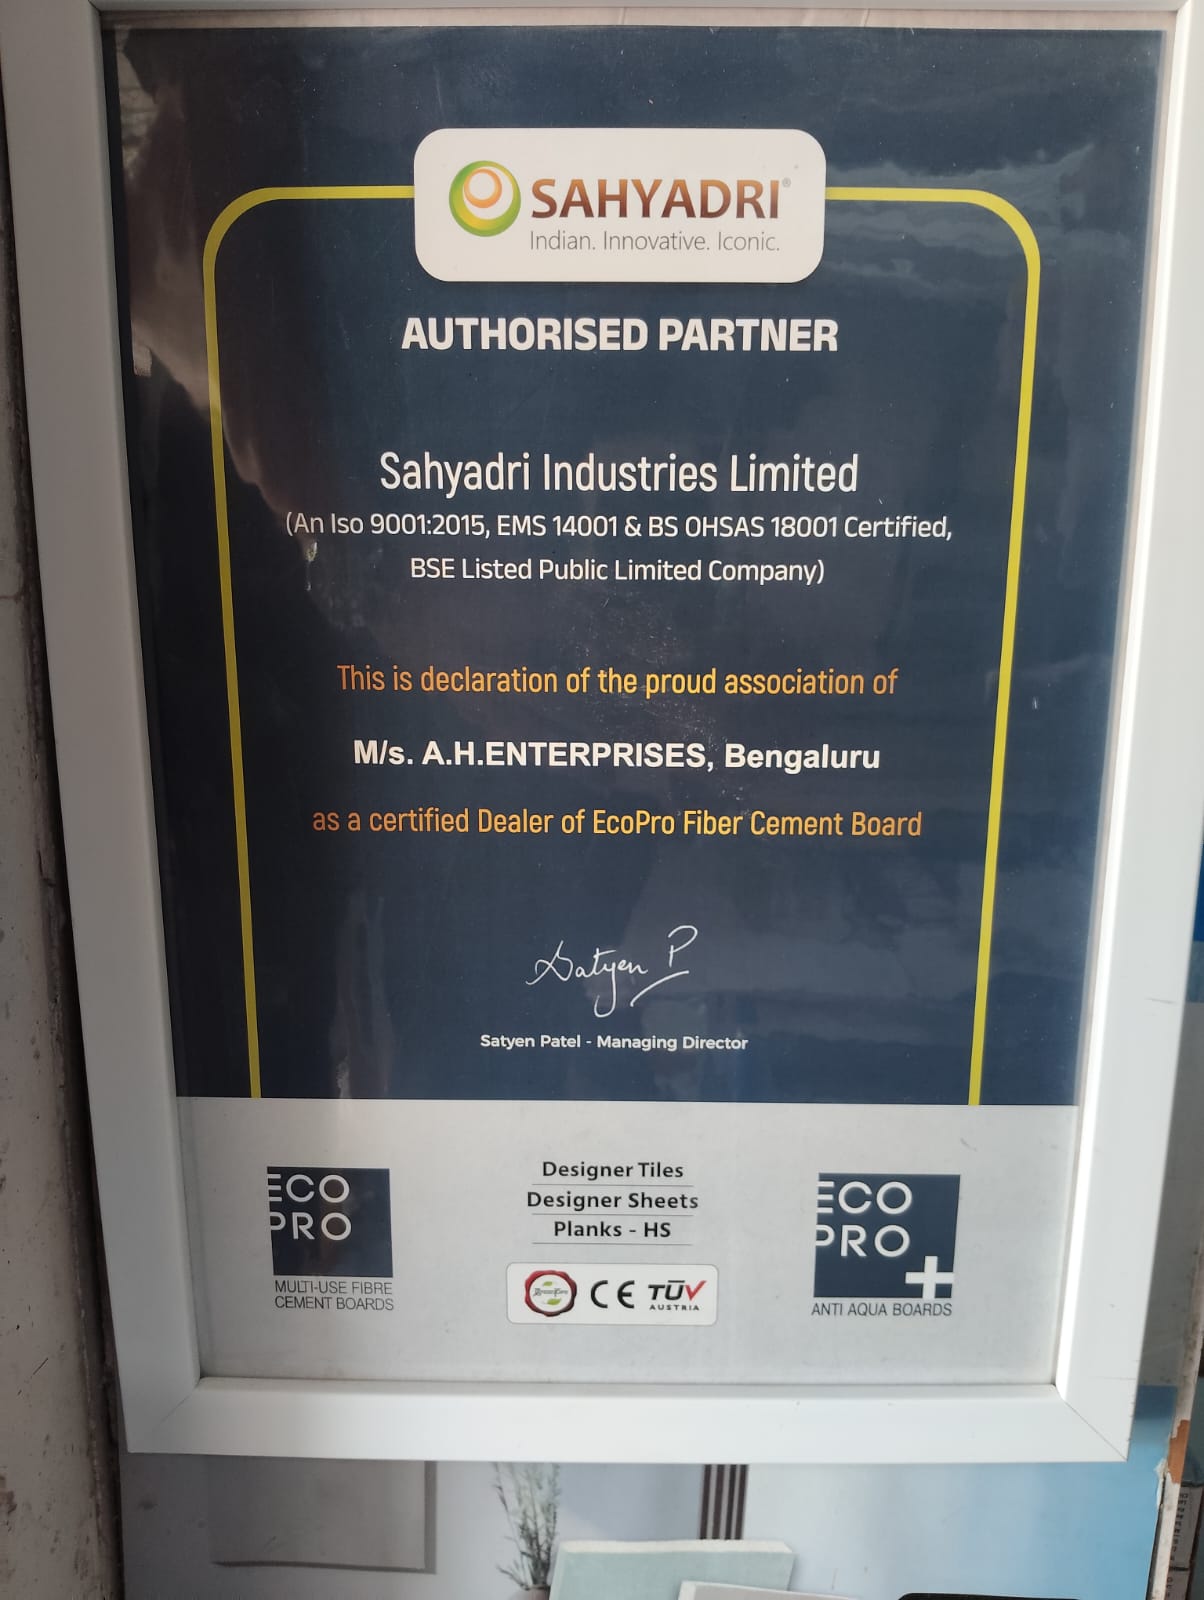 SAHYADRI®
Indian. Innovative. Iconic.
AUTHORISED PARTNER
Sahyadri Industries Limited
(An Iso 9001:2015, EMS 14001 & BS OHSAS 18001 Certified,
BSE Listed Public Limited Company)
This is declaration of the proud association of
M/s. A.H.ENTERPRISES, Bengaluru
as a certified Dealer of EcoPro Fiber Cement Board
Satyen P
Satyen Patel - Managing Director
ECO
PRO
MULTI-USE FIBRE
CEMENT BOARDS
Designer Tiles
Designer Sheets
Planks - HS
CE TÜV
AUSTRIA
ECO
PRO+
ANTI AQUA BOARDS